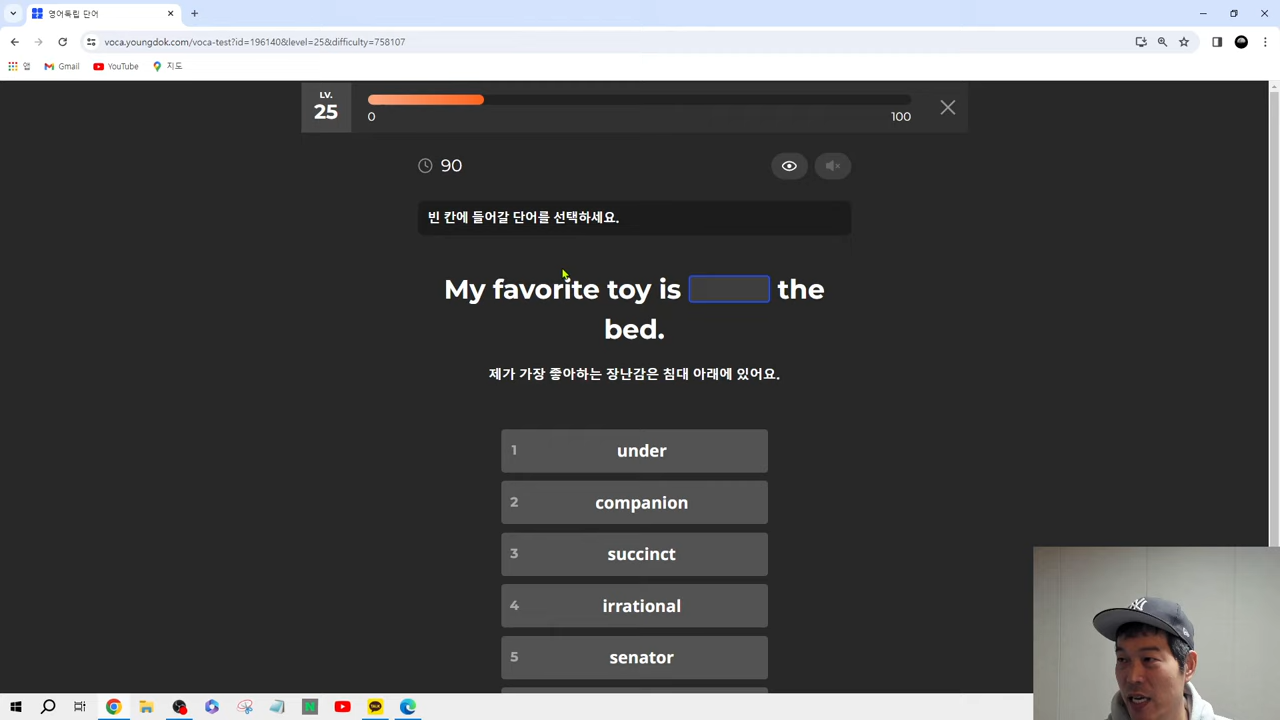 영어독립 단어
voca.youngdok.com/voca-test?id=196140&level=25&difficulty=758107
앱
Gmail
YouTube
지도
LV.
25
0
100
90
빈 칸에 들어갈 단어를 선택하세요.
My favorite toy is the
bed.
제가 가장 좋아하는 장난감은 침대 아래에 있어요.
1 under
2 companion
3 succinct
4 irrational
5 senator